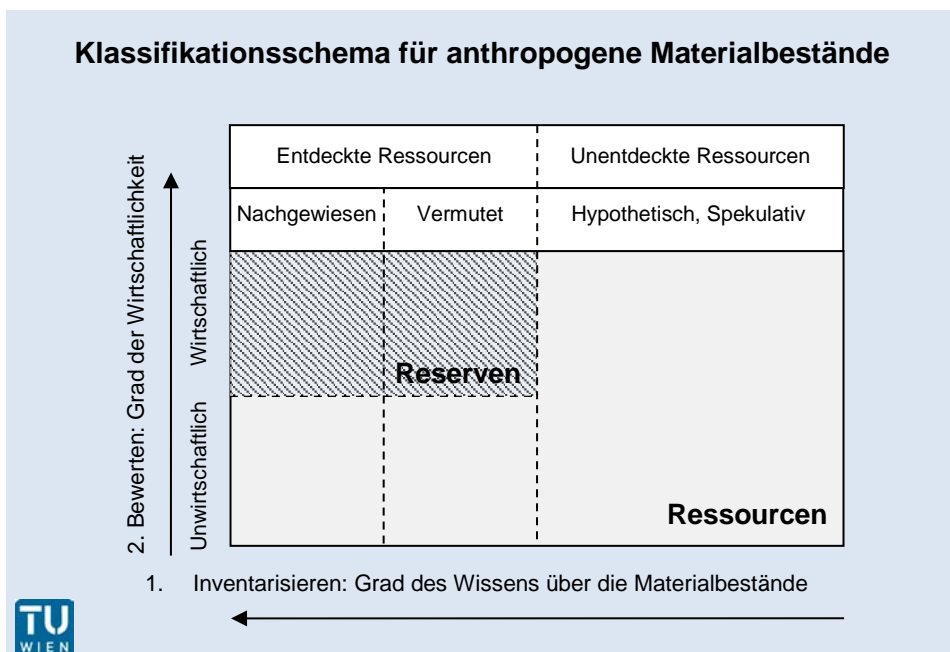 Klassifikationsschema für anthropogene Materialbestände
Entdeckte Ressourcen
Unentdeckte Ressourcen
Nachgewiesen
Vermutet
Hypothetisch, Spekulativ
2. Bewerten: Grad der Wirtschaftlichkeit
Wirtschaftlich
Unwirtschaftlich
Reserven
Ressourcen
1. Inventarisieren: Grad des Wissens über die Materialbestände
TU
WIEN